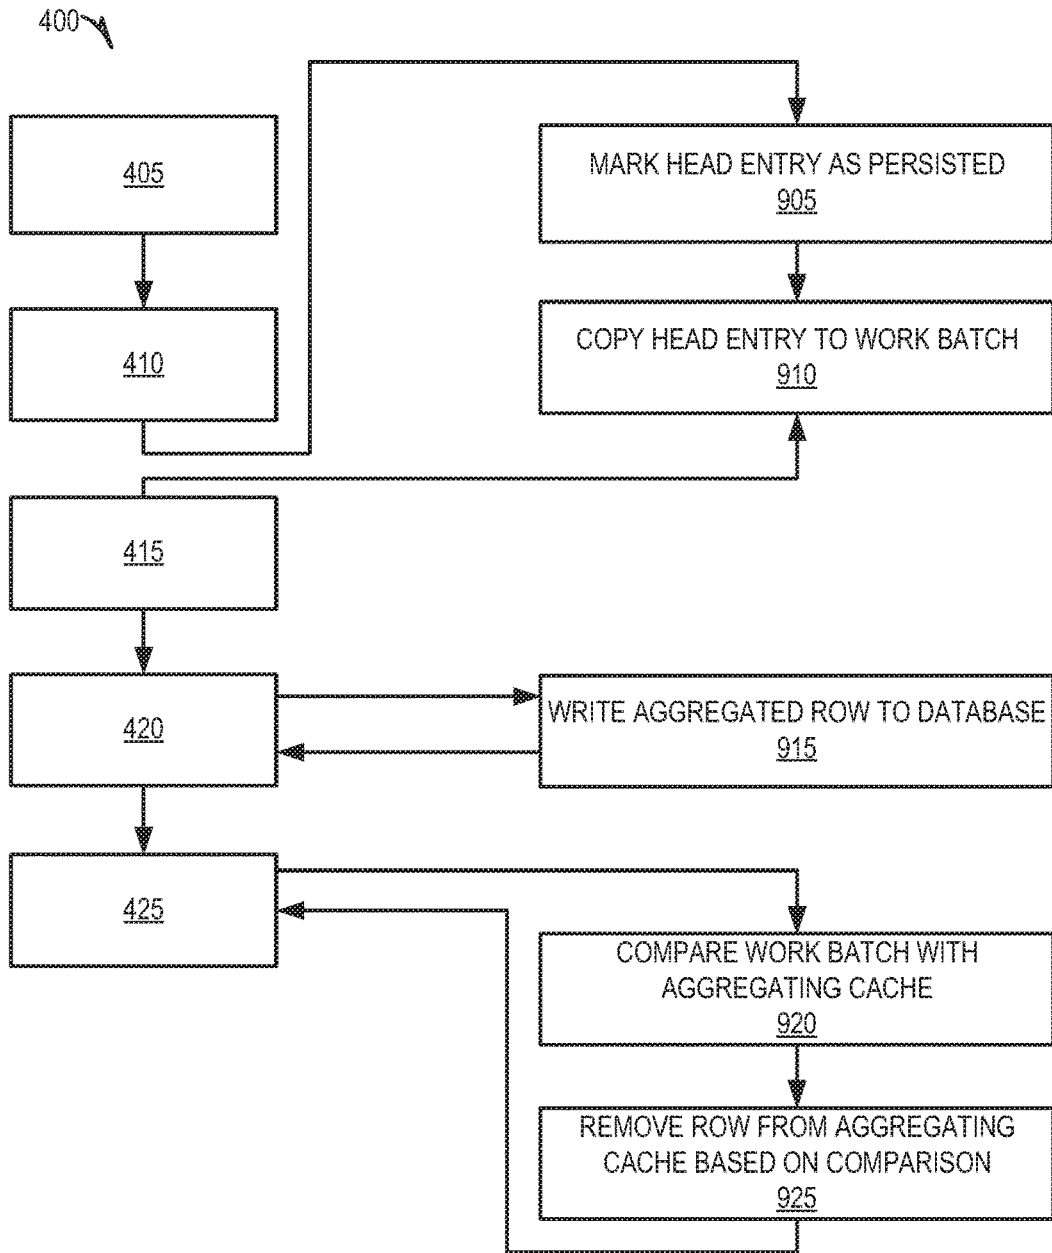 400
405
MARK HEAD ENTRY AS PERSISTED
905
410
COPY HEAD ENTRY TO WORK BATCH
910
415
420
WRITE AGGREGATED ROW TO DATABASE
915
425
COMPARE WORK BATCH WITH
AGGREGATING CACHE
920
REMOVE ROW FROM AGGREGATING
CACHE BASED ON COMPARISON
925